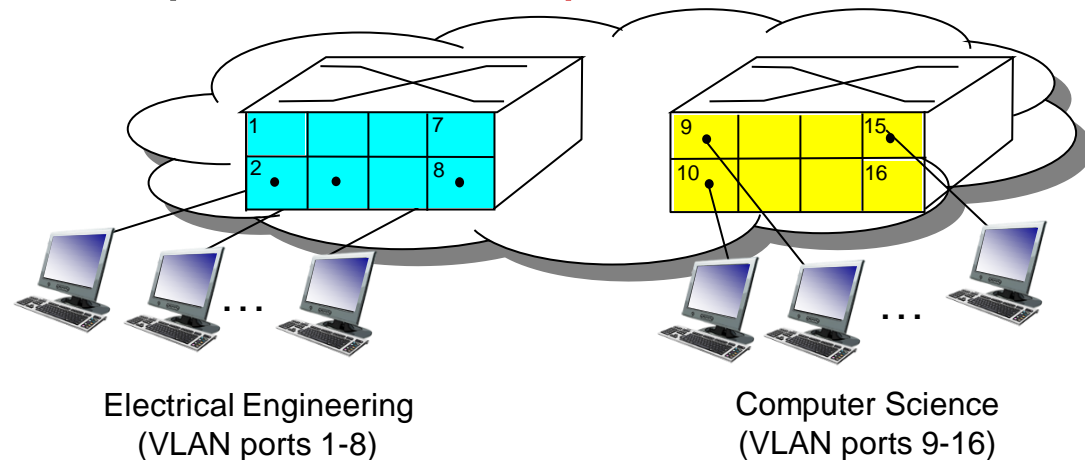 1 7
2 8
9 15
10 16
... ...
Electrical Engineering
(VLAN ports 1-8)
Computer Science
(VLAN ports 9-16)